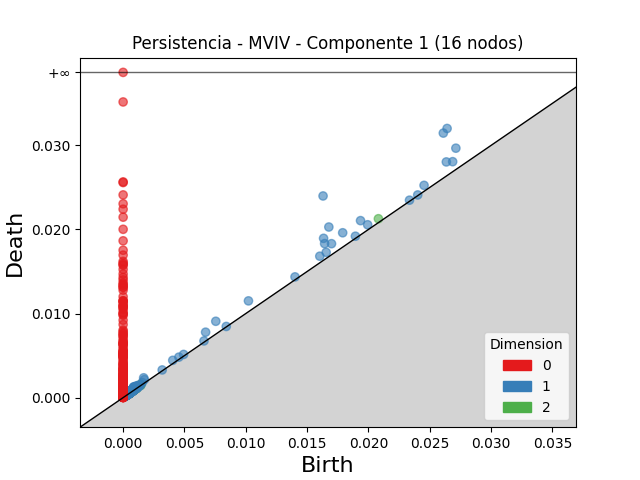 Persistencia - MVIV - Componente 1 (16 nodos)
+∞
0.030
0.020
0.010
0.000
Death
0.000 0.005 0.010 0.015 0.020 0.025 0.030 0.035
Birth
Dimension
0
1
2